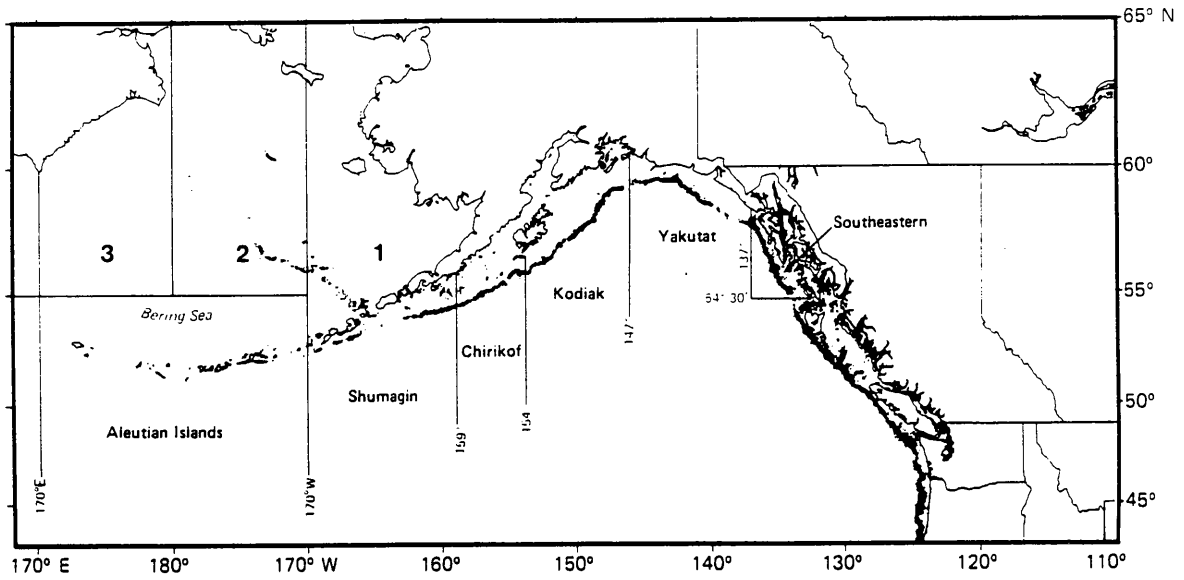 65° N
60°
3
2
1
Southeastern
Yakutat
137°
54° 30'
Kodiak
55°
Bering Sea
147°
Chirikof
Shumagin
154
50°
159
Aleutian Islands
170°E
170°W
45°
170° E
180°
170° W
160°
150°
140°
130°
120°
110°